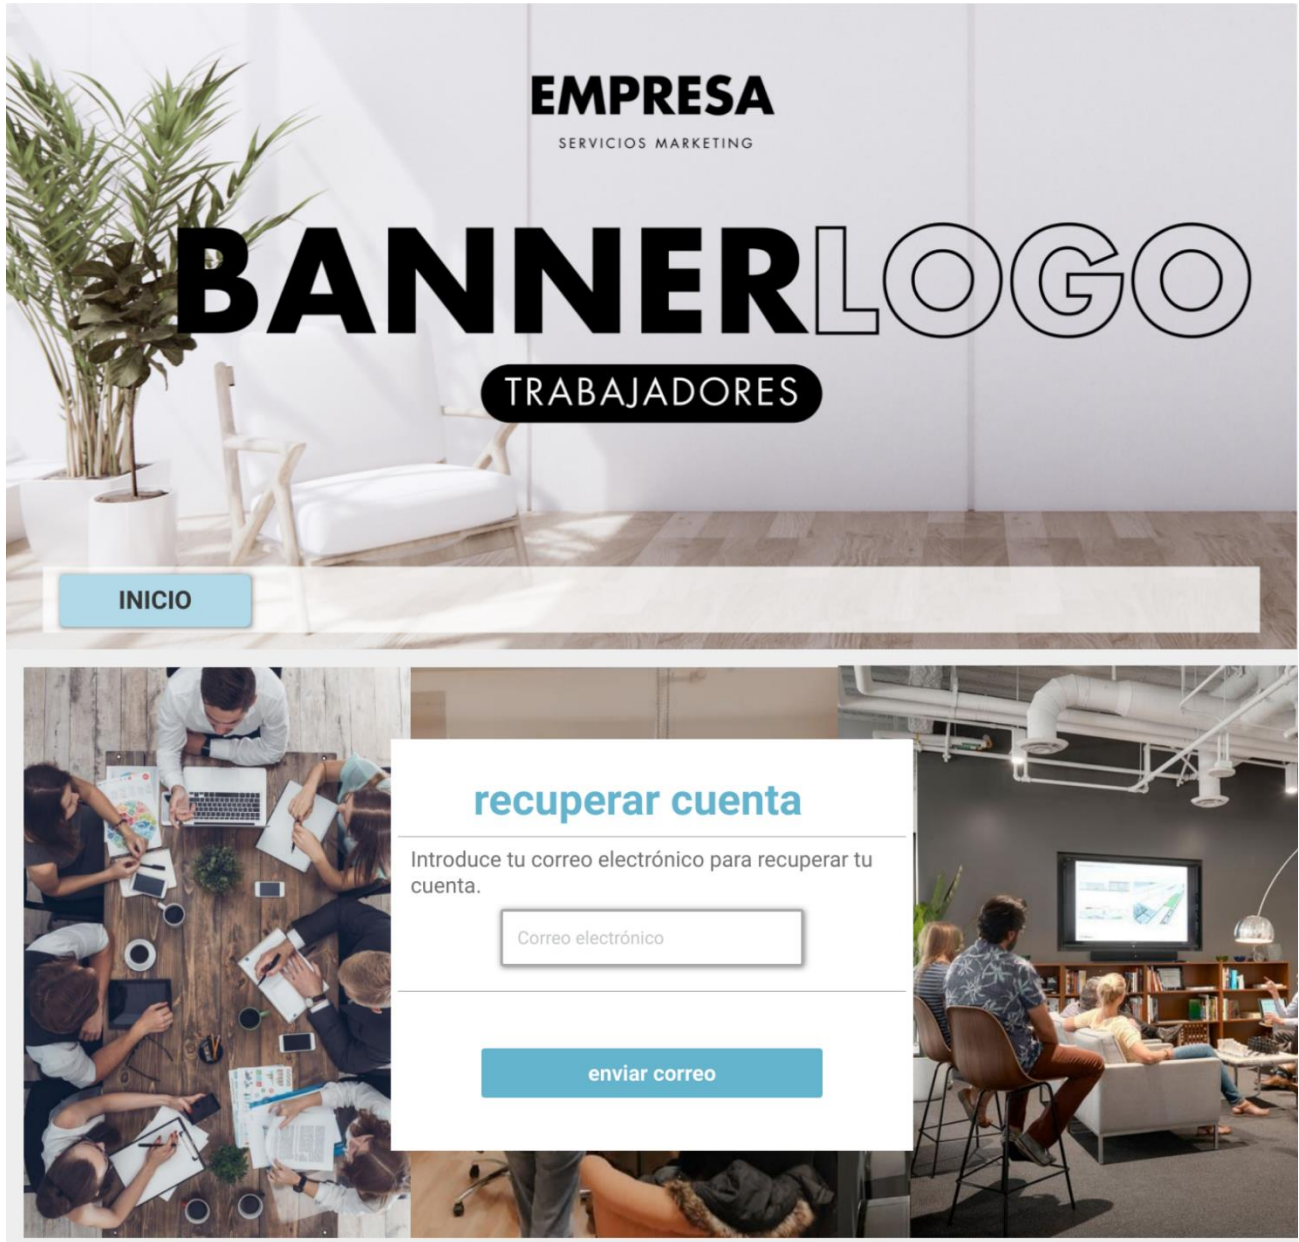 EMPRESA
SERVICIOS MARKETING
BANNERLOGO
TRABAJADORES
INICIO
recuperar cuenta
Introduce tu correo electrónico para recuperar tu
cuenta.
Correo electrónico
enviar correo